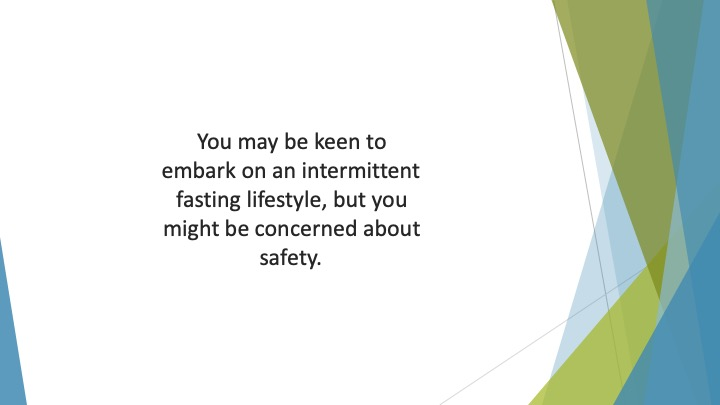 You may be keen to
embark on an intermittent
fasting lifestyle, but you
might be concerned about
safety.